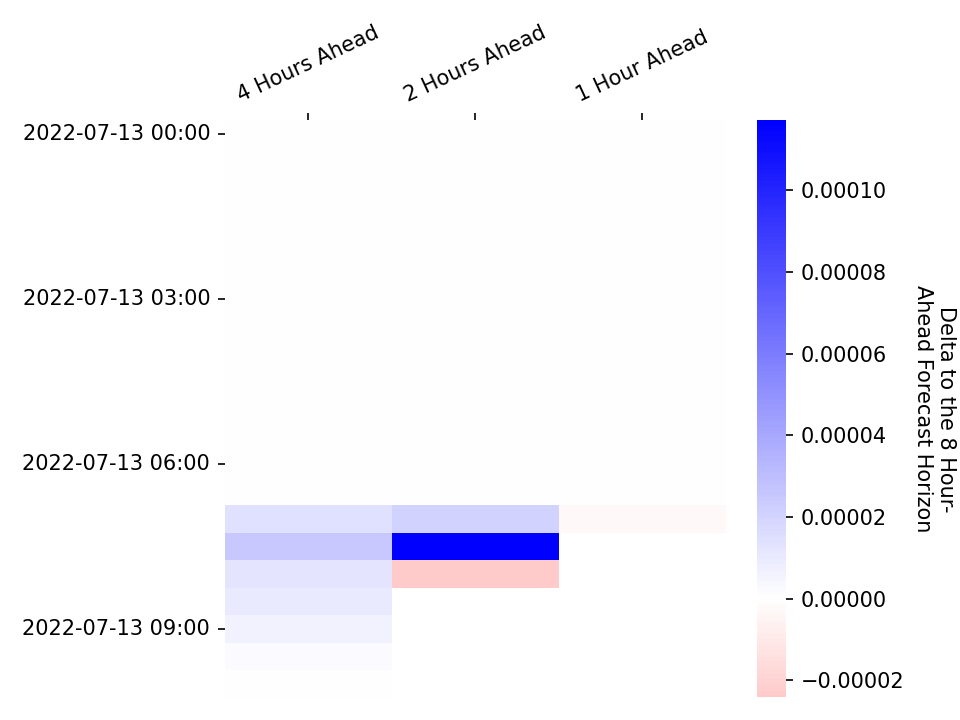 4 Hours Ahead
2 Hours Ahead
1 Hour Ahead
2022-07-13 00:00
2022-07-13 03:00
2022-07-13 06:00
2022-07-13 09:00
0.00010
0.00008
0.00006
0.00004
0.00002
0.00000
−0.00002
Delta to the 8 Hour-
Ahead Forecast Horizon